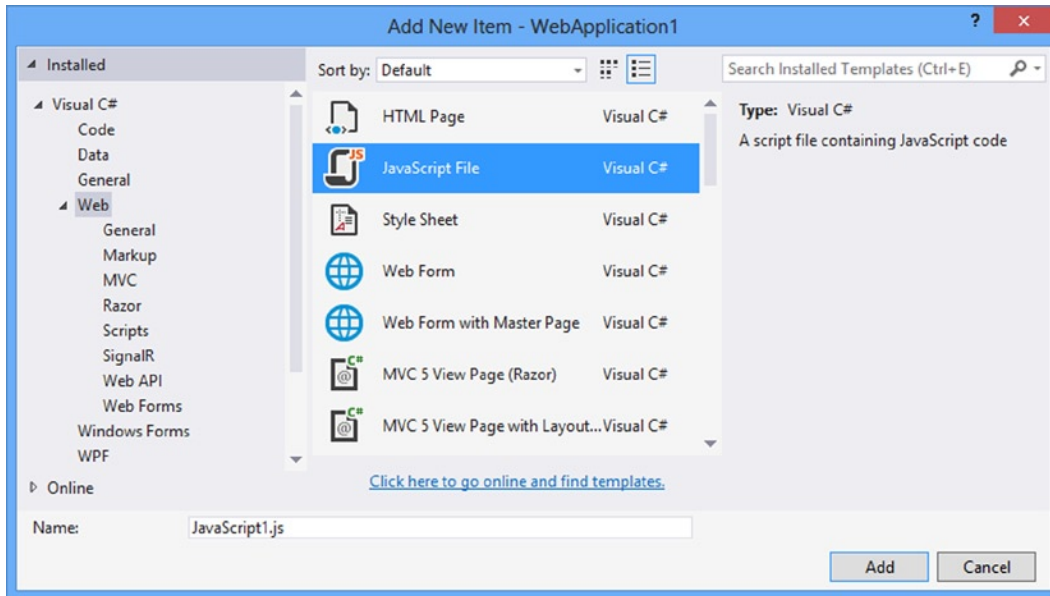 Add New Item - WebApplication1
?
Installed
Sort by: Default
Search Installed Templates (Ctrl+E)
Visual C#
Code
Data
General
Web
General
Markup
MVC
Razor
Scripts
SignalR
Web API
Web Forms
Windows Forms
WPF
Online
HTML Page Visual C#
JS
JavaScript File Visual C#
Style Sheet Visual C#
Web Form Visual C#
Web Form with Master Page Visual C#
C#
@
MVC 5 View Page (Razor) Visual C#
C#
@
MVC 5 View Page with Layout... Visual C#
Click here to go online and find templates.
Type: Visual C#
A script file containing JavaScript code
Name: JavaScript1.js
Add Cancel